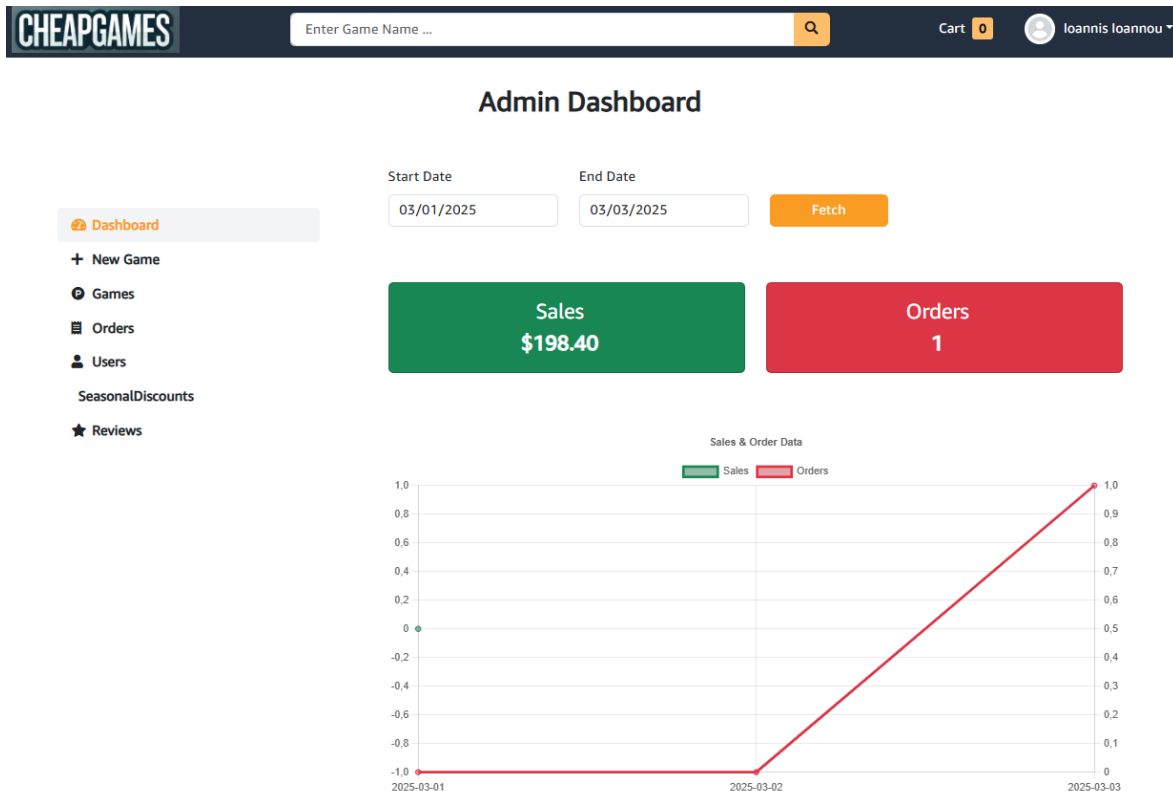 CHEAPGAMES
Enter Game Name ...
Cart 0
Ioannis Ioannou
Admin Dashboard
Start Date End Date
03/01/2025 03/03/2025 Fetch
Dashboard
New Game
Games
Orders
Users
SeasonalDiscounts
Reviews
Sales
$198.40
Orders
1
Sales & Order Data
Sales Orders
1,0 1,0
0,8 0,9
0,6 0,8
0,4 0,7
0,2 0,6
0 0,5
-0,2 0,4
-0,4 0,3
-0,6 0,2
-0,8 0,1
-1,0 0
2025-03-01 2025-03-02 2025-03-03